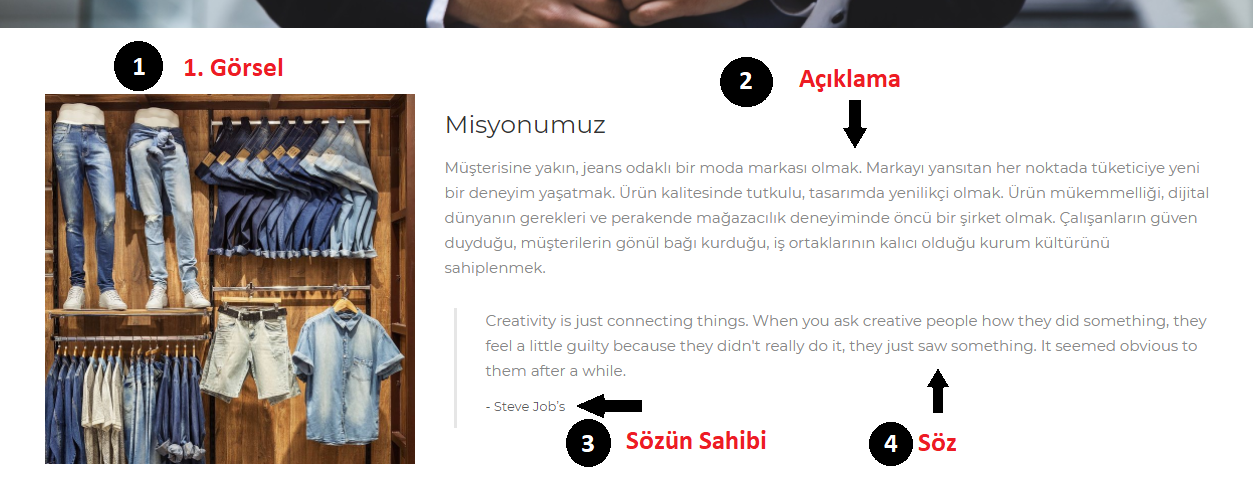 1
1. Görsel
2
Açıklama
Misyonumuz
Müşterisine yakın, jeans odaklı bir moda markası olmak. Markayı yansıtan her noktada tüketiciye yeni
bir deneyim yaşatmak. Ürün kalitesinde tutkulu, tasarımda yenilikçi olmak. Ürün mükemmelliği, dijital
dünyanın gerekleri ve perakende mağazacılık deneyiminde öncü bir şirket olmak. Çalışanların güven
duyduğu, müşterilerin gönül bağı kurduğu, iş ortaklarının kalıcı olduğu kurum kültürünü
sahiplenmek.
Creativity is just connecting things. When you ask creative people how they did something, they
feel a little guilty because they didn't really do it, they just saw something. It seemed obvious to
them after a while.
- Steve Job's
3
Sözün Sahibi
4
Söz